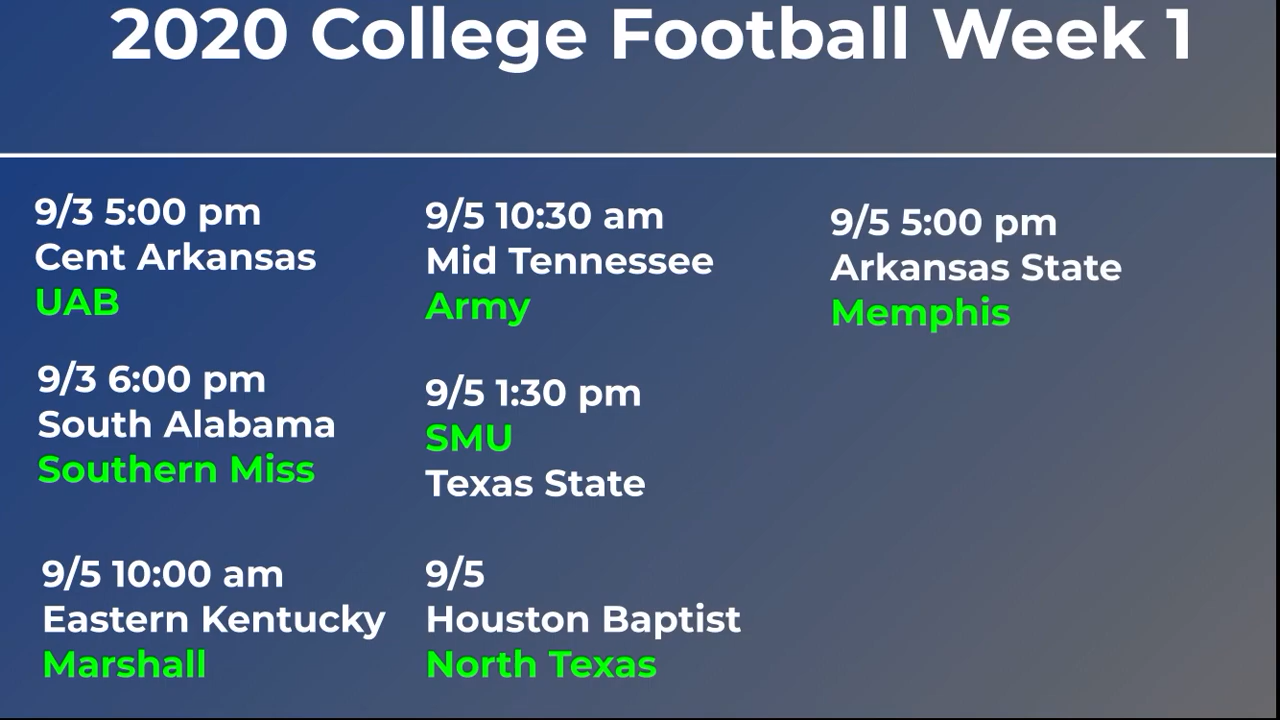 2020 College Football Week 1
9/3 5:00 pm
Cent Arkansas
UAB
9/3 6:00 pm
South Alabama
Southern Miss
9/5 10:00 am
Eastern Kentucky
Marshall
9/5 10:30 am
Mid Tennessee
Army
9/5 1:30 pm
SMU
Texas State
9/5
Houston Baptist
North Texas
9/5 5:00 pm
Arkansas State
Memphis